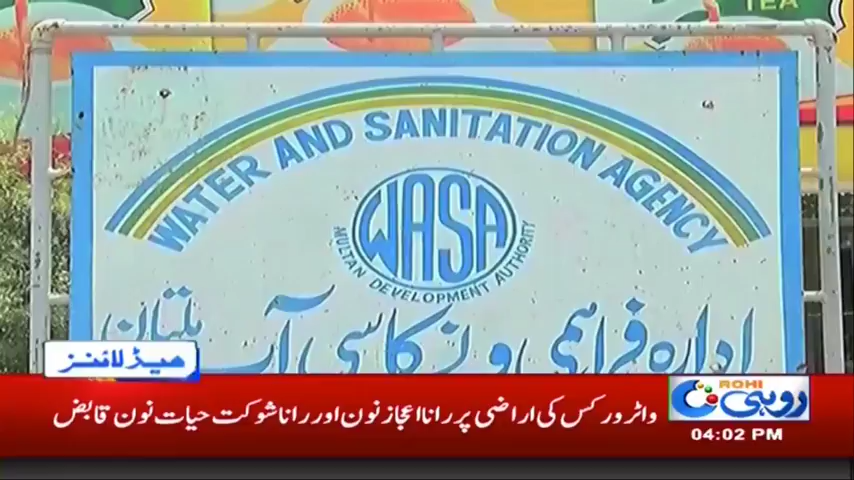 TEA
WATER AND SANITATION AGENCY
WASA
MULTAN DEVELOPMENT AUTHORITY
ادارہ فراہمی و نکاسی آب ملتان
ہیڈلائنز
واٹر ورکس کی اراضی پر رانا اعجاز نون اور رانا شوکت حیات نون قابض
ROHI
روہی
04:02 PM